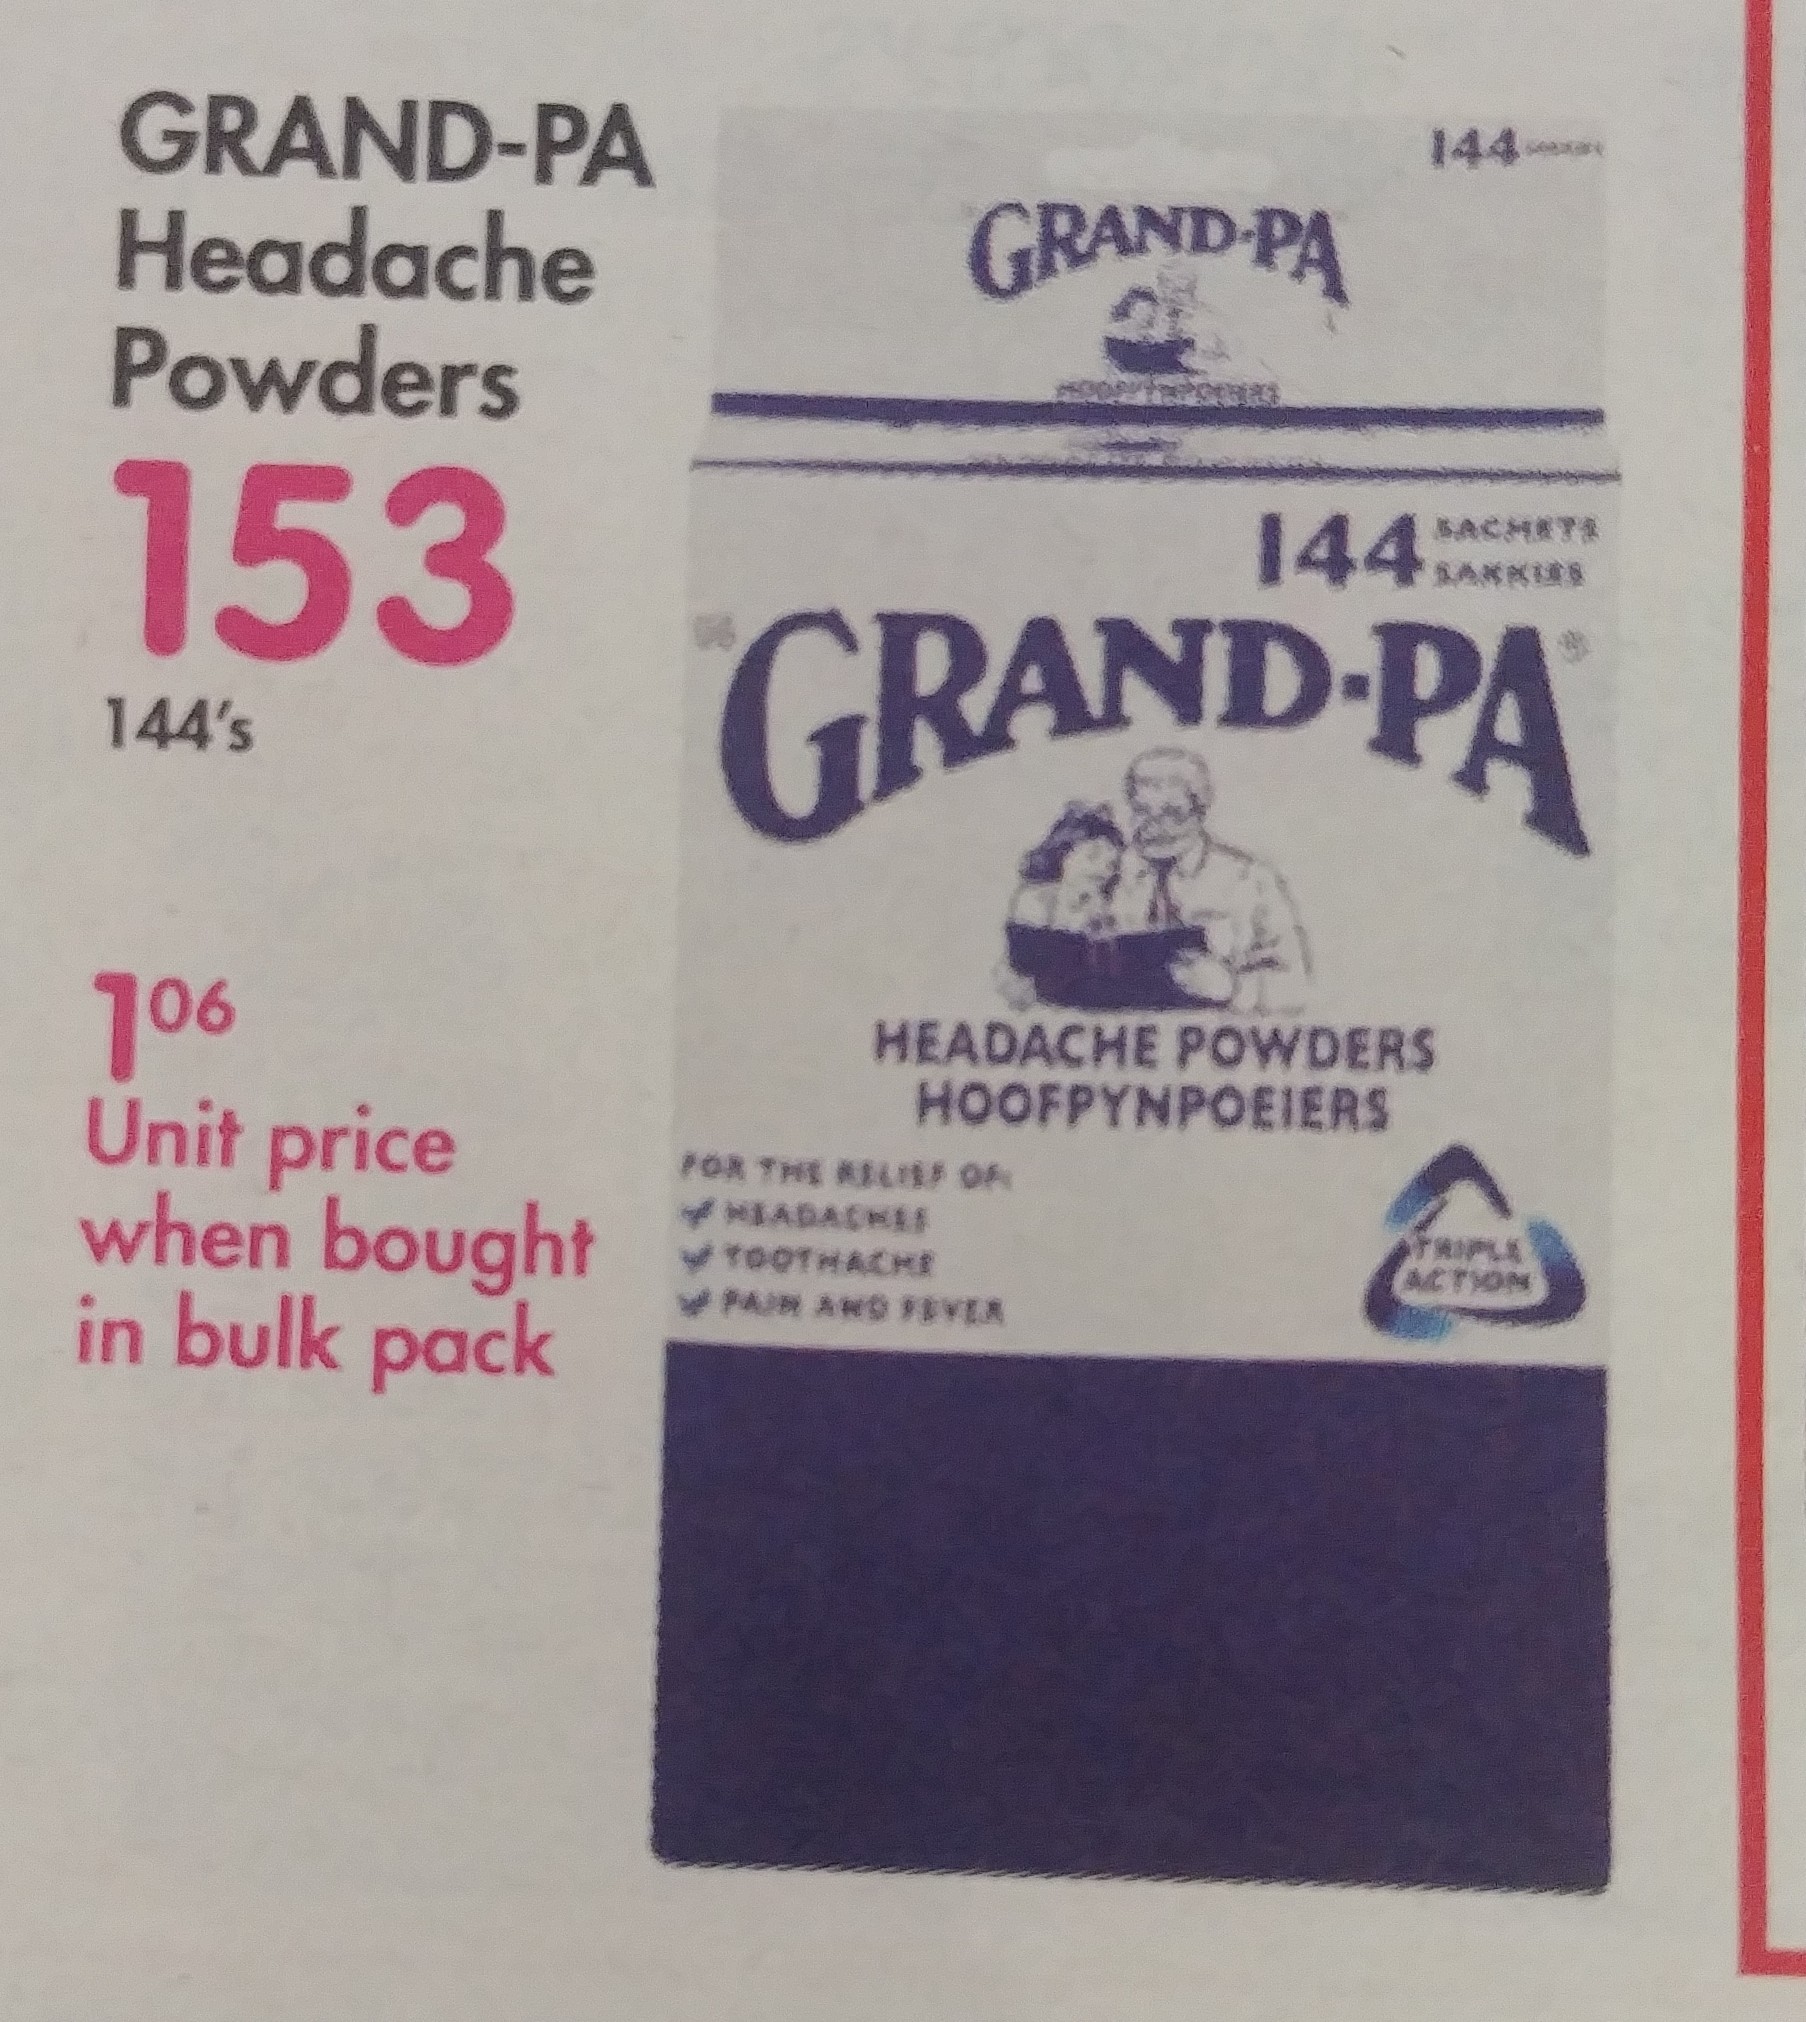 GRAND-PA
Headache
Powders
153
144's
1 06
Unit price
when bought
in bulk pack
144
GRAND-PA
HOOFPYNPOEIERS
144 SACHETS
SAKKIES
GRAND-PA
HEADACHE POWDERS
HOOFPYNPOEIERS
FOR THE RELIEF OF:
HEADACHES
TOOTHACHE
PAIN AND FEVER
TRIPLE
ACTION